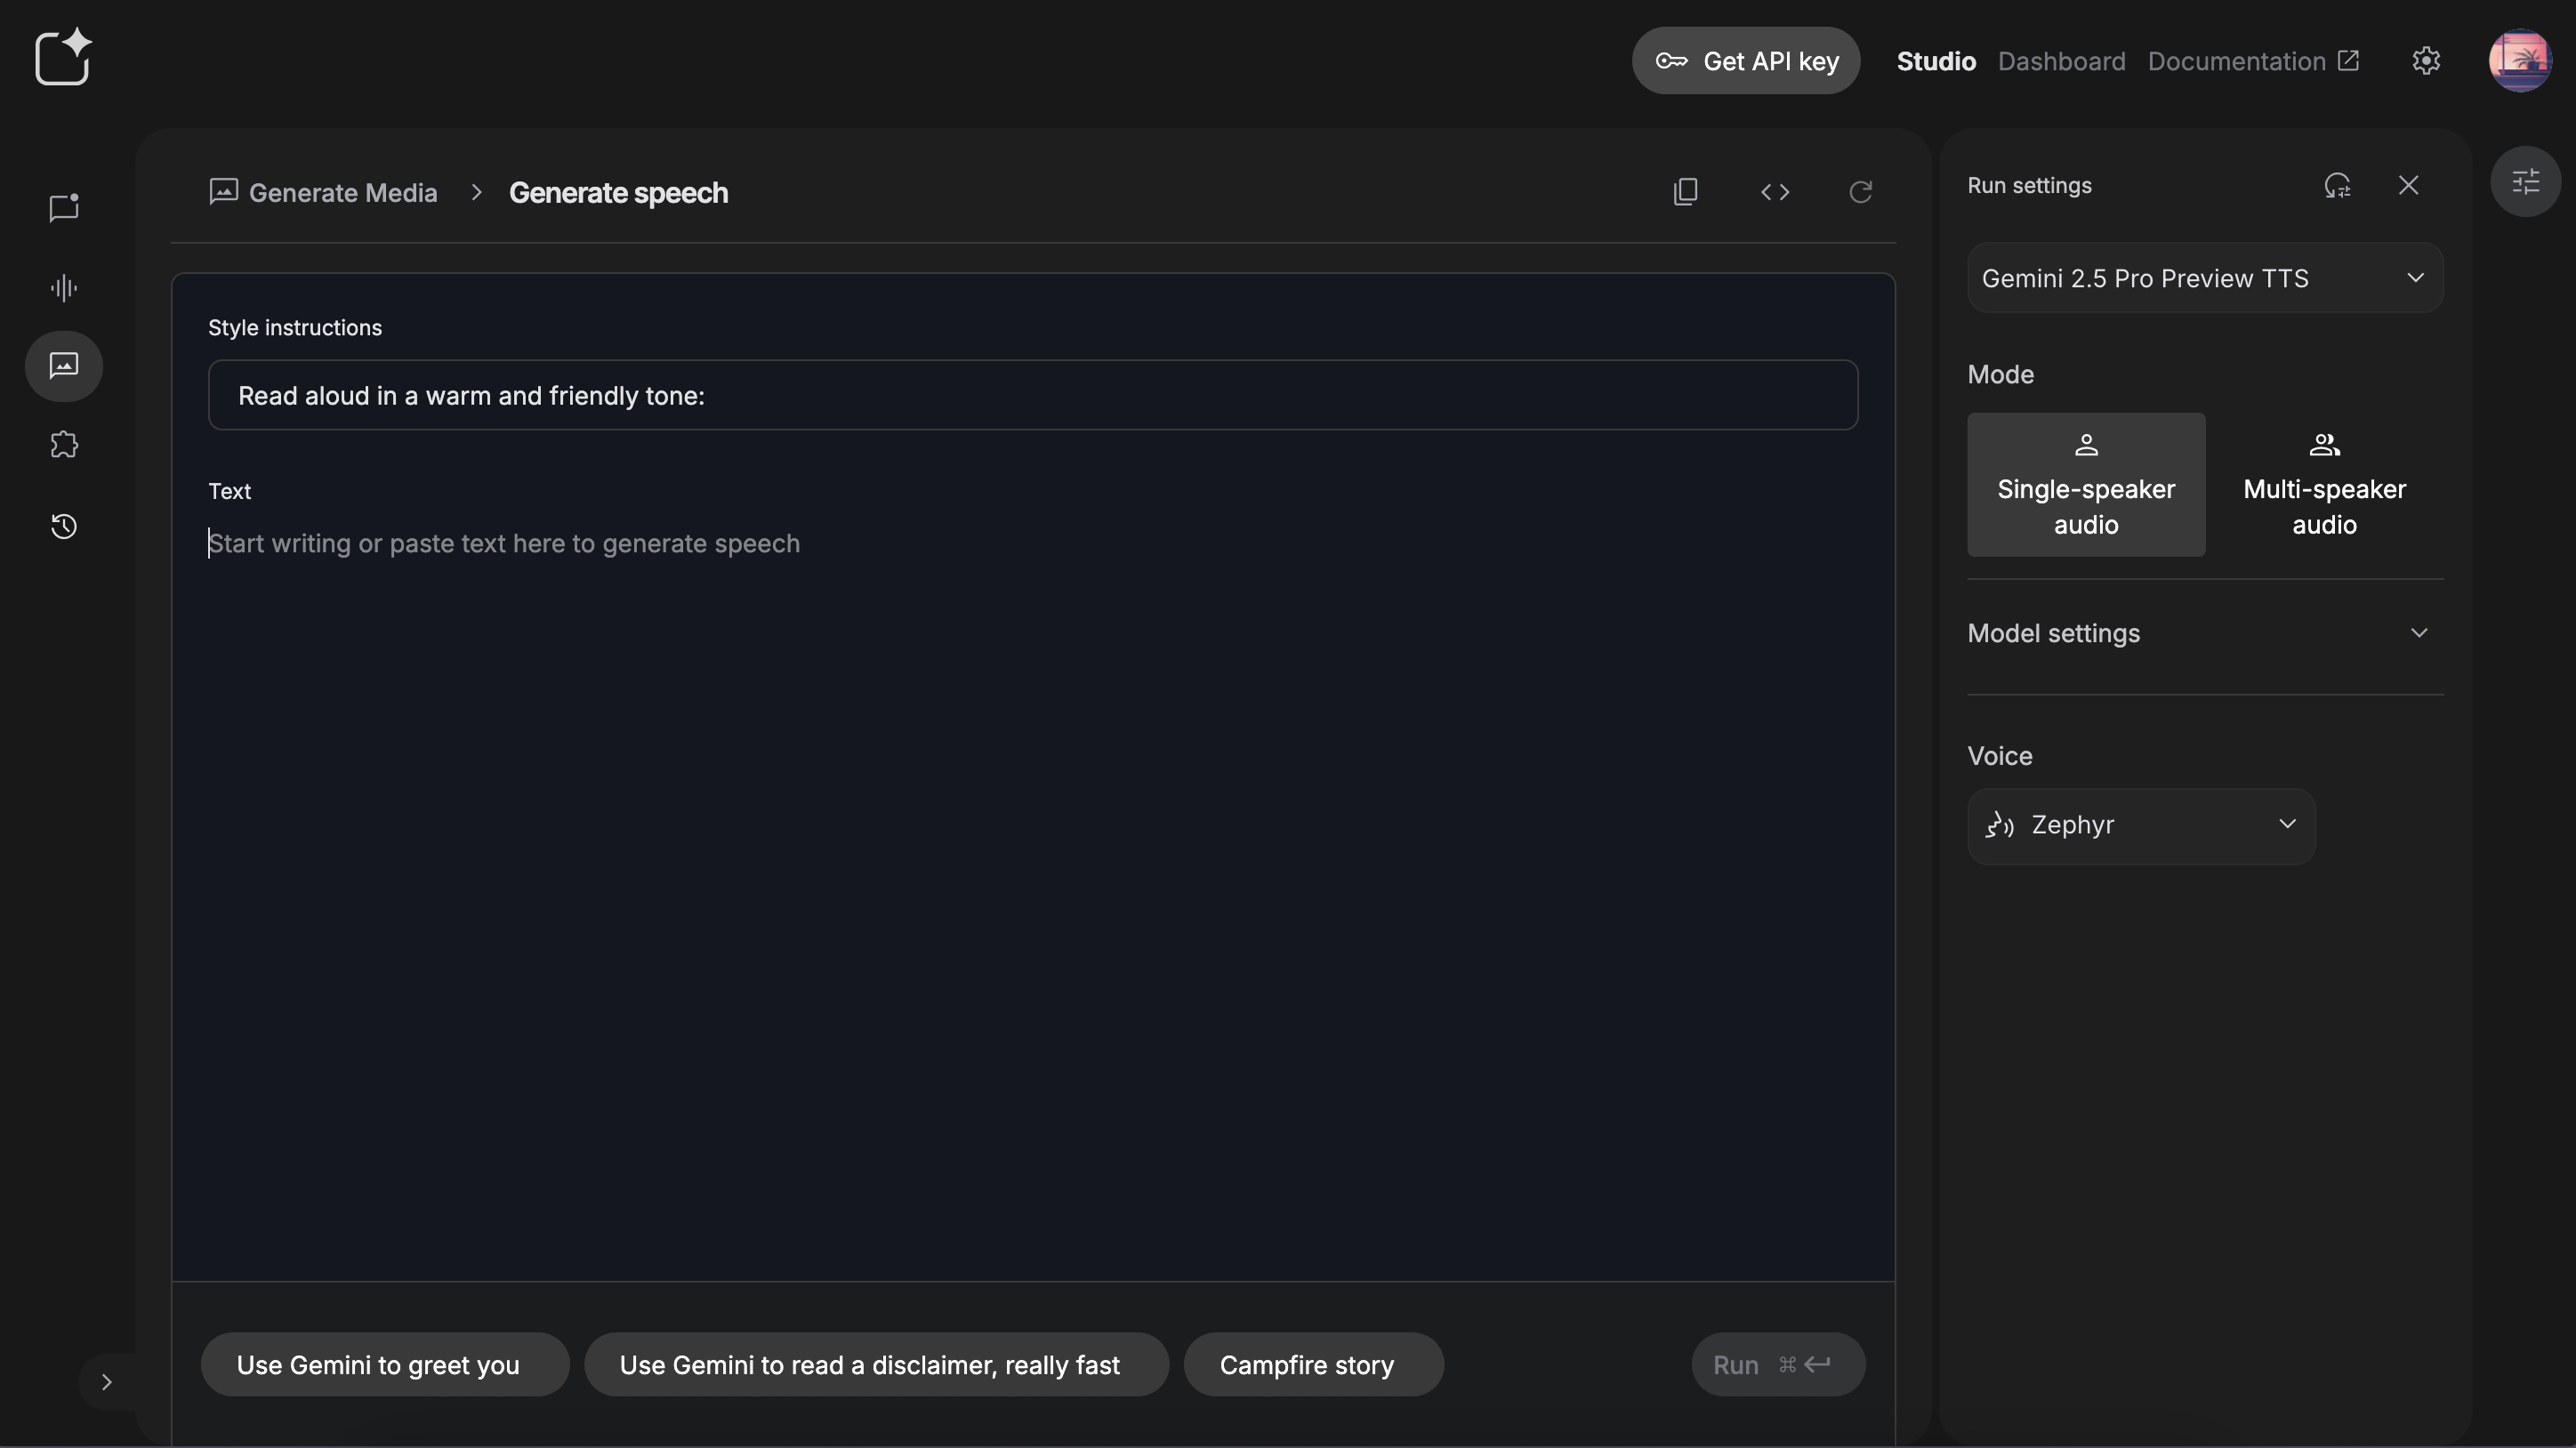 Get API key
Studio
Dashboard
Documentation
Generate Media
Generate speech
Style instructions
Read aloud in a warm and friendly tone:
Text
Start writing or paste text here to generate speech
Use Gemini to greet you
Use Gemini to read a disclaimer, really fast
Campfire story
Run ⌘
Run settings
Gemini 2.5 Pro Preview TTS
Mode
Single-speaker
audio
Multi-speaker
audio
Model settings
Voice
Zephyr